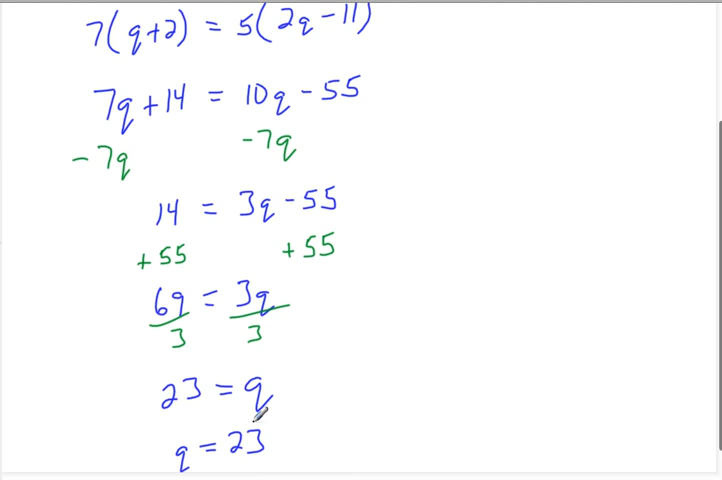 7(q+2) = 5(2q-11)
7q+14 = 10q-55
-7q -7q
14 = 3q-55
+55 +55
69 = 3q
3 3
23 = q
q = 23